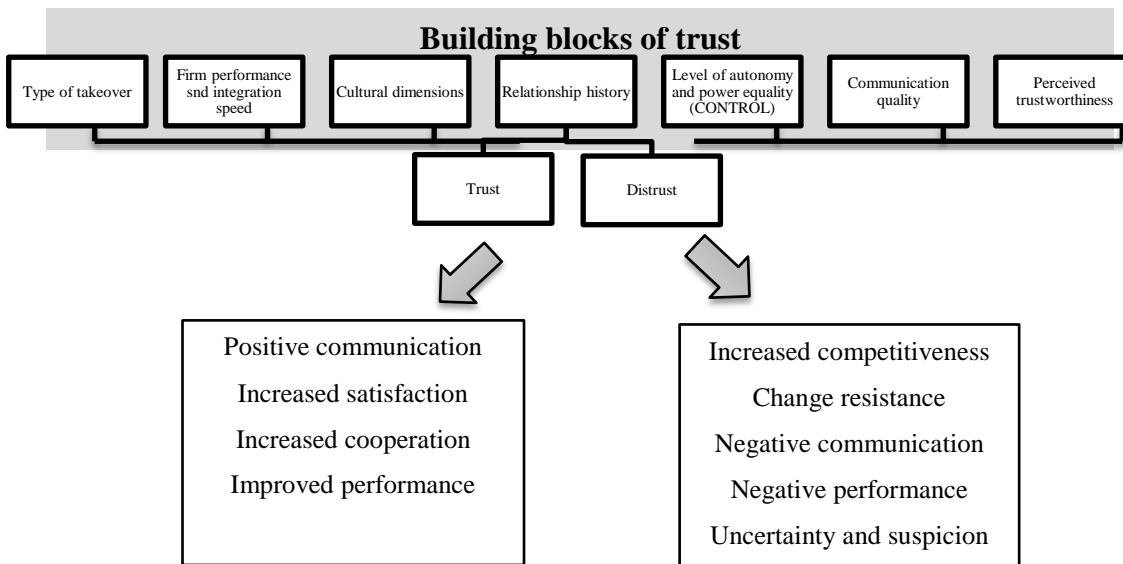 Building blocks of trust
Type of takeover
Firm performance
snd integration
speed
Cultural dimensions
Relationship history
Level of autonomy
and power equality
(CONTROL)
Communication
quality
Perceived
trustworthiness
Trust
Distrust
Positive communication
Increased satisfaction
Increased cooperation
Improved performance
Increased competitiveness
Change resistance
Negative communication
Negative performance
Uncertainty and suspicion